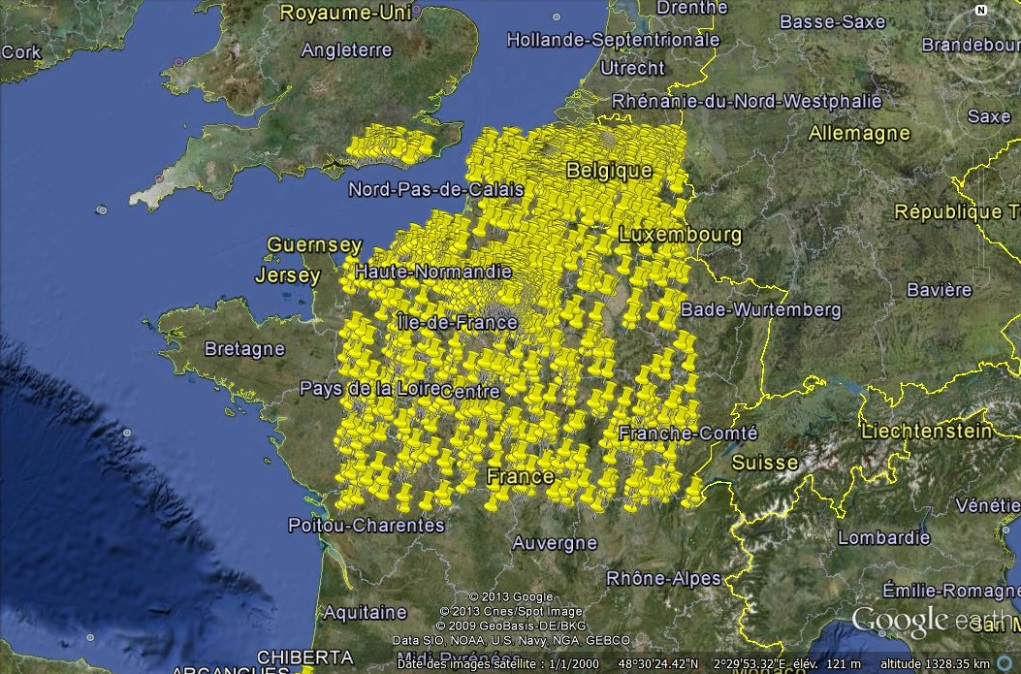 Drenthe
Royaume-Uni
Basse-Saxe
N
Hollande-Septentrionale
Angleterre
Cork
Utrecht
Rhénanie-du-Nord-Westphalie
Saxe
Allemagne
Belgique
Nord-Pas-de-Calais
République T
Luxembourg
Guernsey
Jersey
Haute-Normandie
Bavière
Bade-Wurtemberg
Île-de-France
Bretagne
Pays de la Loire
Centre
Franche-Comté
Liechtenstein
Suisse
France
Vénétie
Poitou-Charentes
Auvergne
Lombardie
Rhône-Alpes
Émilie-Romagne
© 2013 Google
© 2013 Cnes/Spot Image
Aquitaine
© 2009 GeoBasis-DE/BKG
Google earth
Data SIO, NOAA, U.S. Navy, NGA, GEBCO
CHIBERTA
Midi-Pyrénées
Date des images satellite : 1/1/2000 48°30'24.42"N 2°29'53.32"E élév. 121 m altitude 1328.35 km
ARCANGUES
Monaco